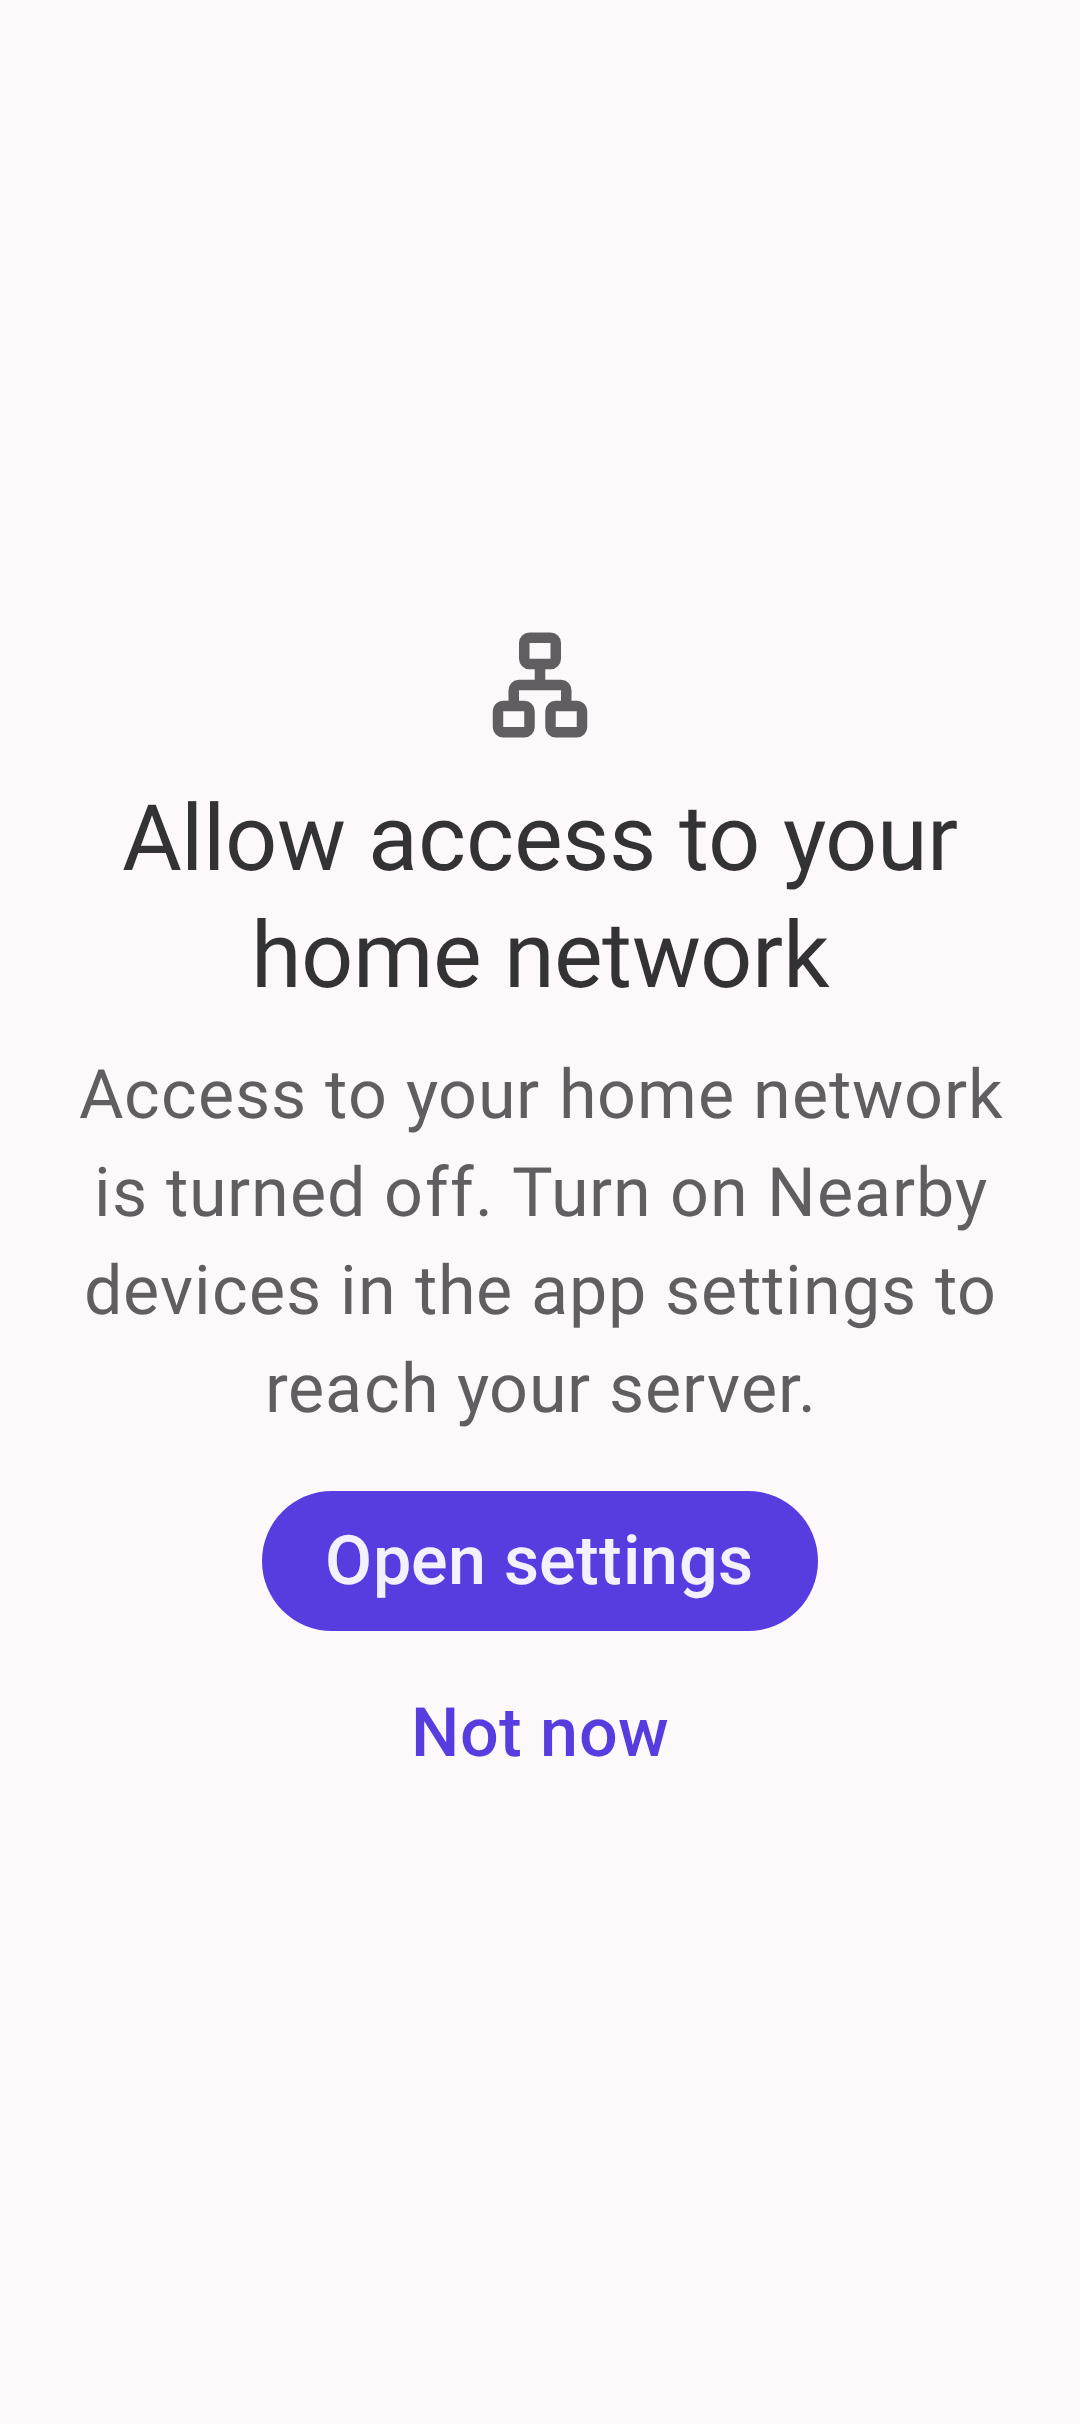 Allow access to your
home network
Access to your home network
is turned off. Turn on Nearby
devices in the app settings to
reach your server.
Open settings
Not now